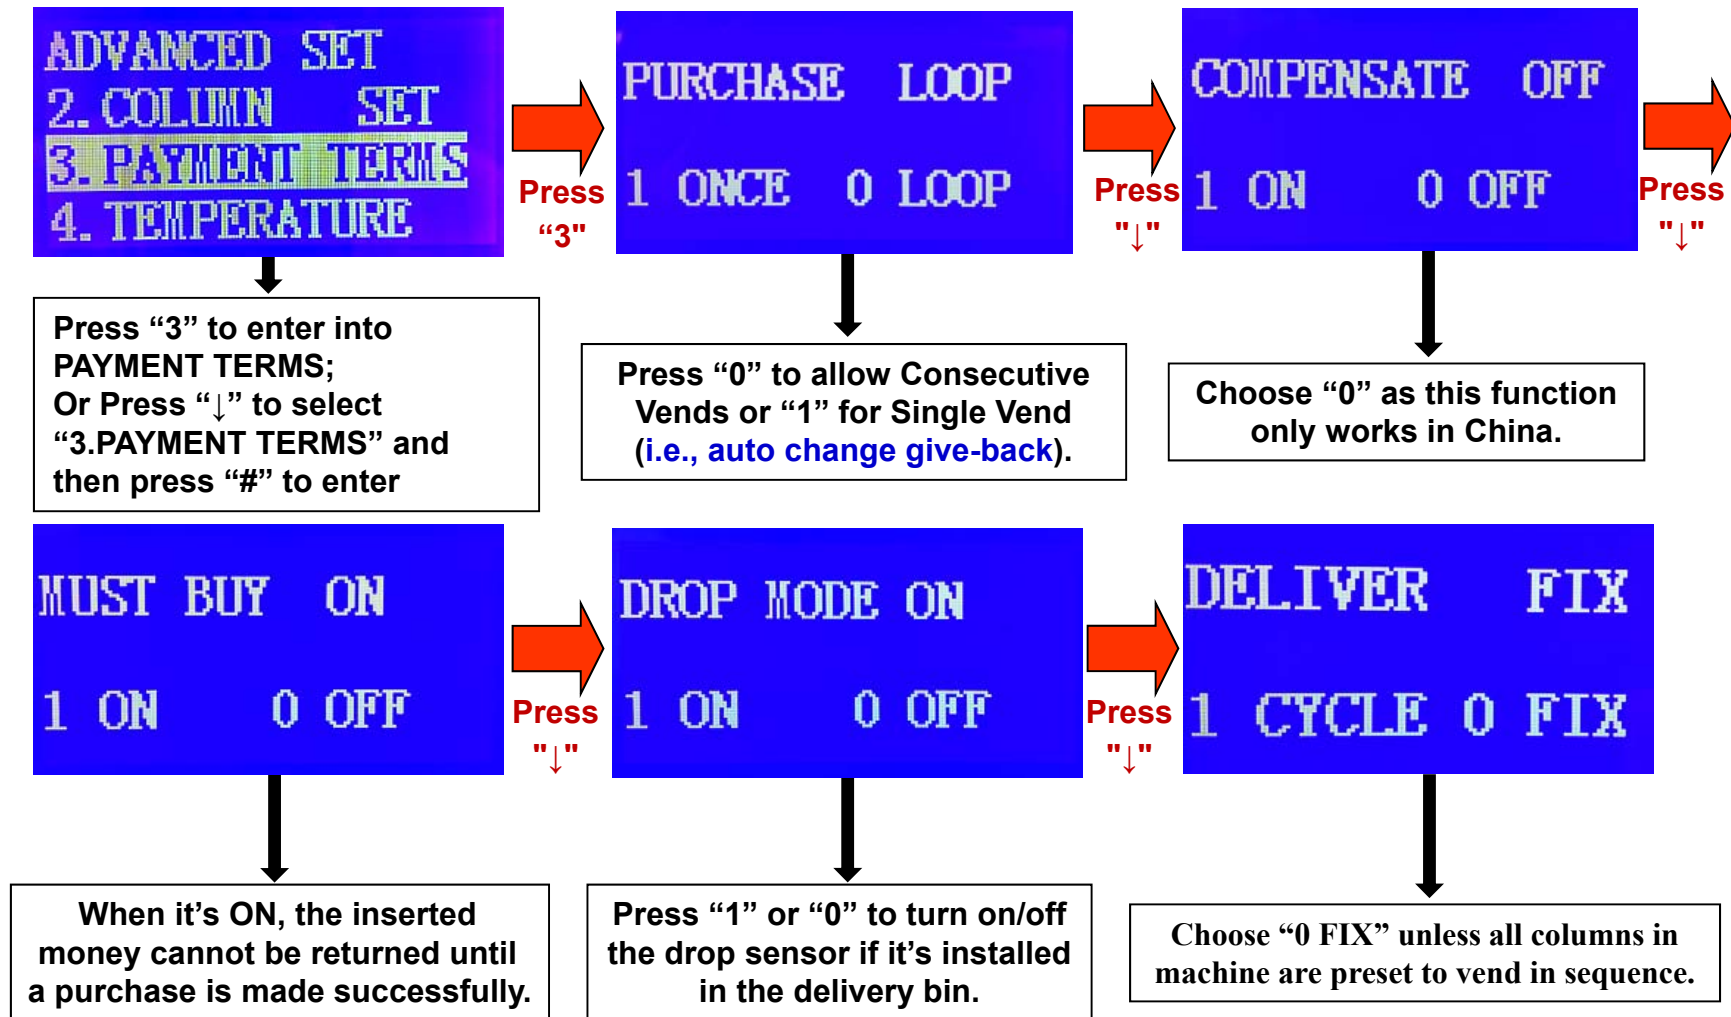 ADVANCED SET
2. COLUMN SET
3. PAYMENT TERMS
4. TEMPERATURE
Press
“3"
PURCHASE LOOP
1 ONCE 0 LOOP
Press
"↓"
COMPENSATE OFF
1 ON 0 OFF
Press
"↓"
Press “3” to enter into
PAYMENT TERMS;
Or Press “↓” to select
“3.PAYMENT TERMS” and
then press “#” to enter
Press “0” to allow Consecutive
Vends or “1” for Single Vend
(i.e., auto change give-back).
Choose “0” as this function
only works in China.
MUST BUY ON
1 ON 0 OFF
Press
"↓"
DROP MODE ON
1 ON 0 OFF
Press
"↓"
DELIVER FIX
1 CYCLE 0 FIX
When it’s ON, the inserted
money cannot be returned until
a purchase is made successfully.
Press “1” or “0” to turn on/off
the drop sensor if it’s installed
in the delivery bin.
Choose “0 FIX” unless all columns in
machine are preset to vend in sequence.